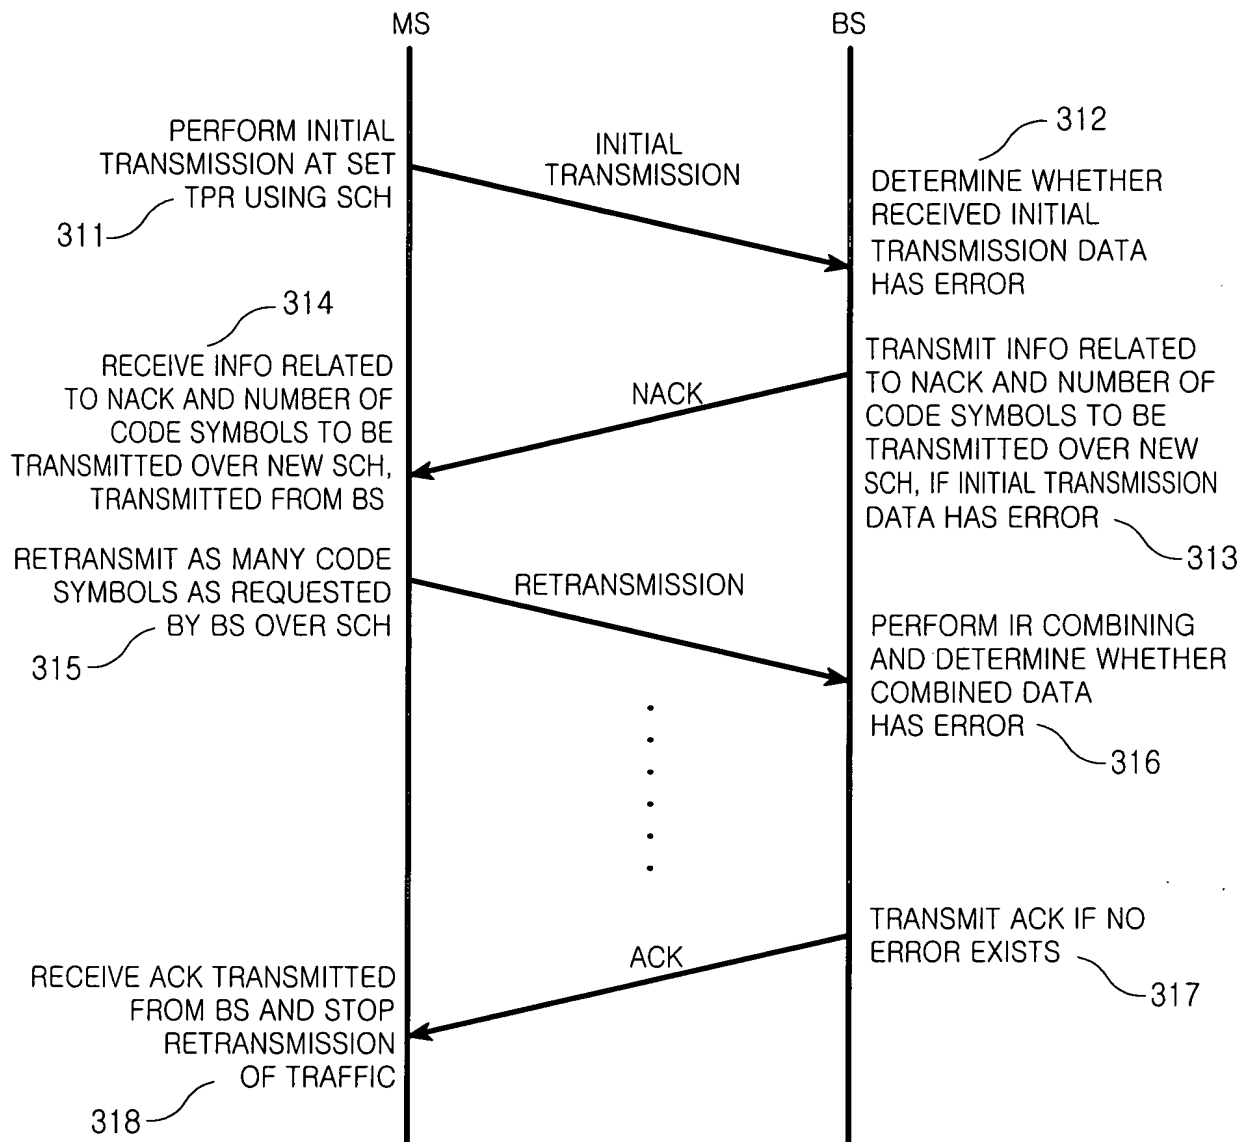 MS
BS
PERFORM INITIAL
TRANSMISSION AT SET
TPR USING SCH
311
INITIAL
TRANSMISSION
312
DETERMINE WHETHER
RECEIVED INITIAL
TRANSMISSION DATA
HAS ERROR
314
RECEIVE INFO RELATED
TO NACK AND NUMBER OF
CODE SYMBOLS TO BE
TRANSMITTED OVER NEW SCH,
TRANSMITTED FROM BS
NACK
TRANSMIT INFO RELATED
TO NACK AND NUMBER OF
CODE SYMBOLS TO BE
TRANSMITTED OVER NEW
SCH, IF INITIAL TRANSMISSION
DATA HAS ERROR
313
RETRANSMIT AS MANY CODE
SYMBOLS AS REQUESTED
BY BS OVER SCH
315
RETRANSMISSION
PERFORM IR COMBINING
AND DETERMINE WHETHER
COMBINED DATA
HAS ERROR
316
TRANSMIT ACK IF NO
ERROR EXISTS
317
ACK
RECEIVE ACK TRANSMITTED
FROM BS AND STOP
RETRANSMISSION
OF TRAFFIC
318